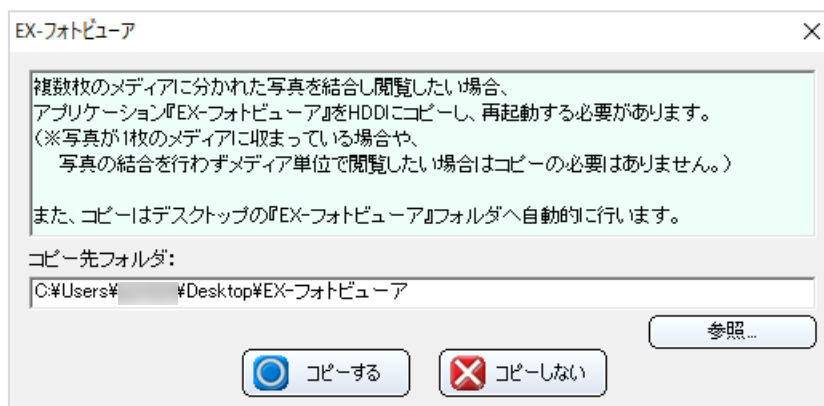 EX-フォトビューア
複数枚のメディアに分かれた写真を結合し閲覧したい場合、
アプリケーション『EX-フォトビューア』をHDDにコピーし、再起動する必要があります。
(※写真が1枚のメディアに収まっている場合や、
写真の結合を行わずメディア単位で閲覧したい場合はコピーの必要はありません。)
また、コピーはデスクトップの『EX-フォトビューア』フォルダへ自動的に行います。
コピー先フォルダ:
C:¥Users¥ ¥Desktop¥EX-フォトビューア
参照...
コピーする
コピーしない